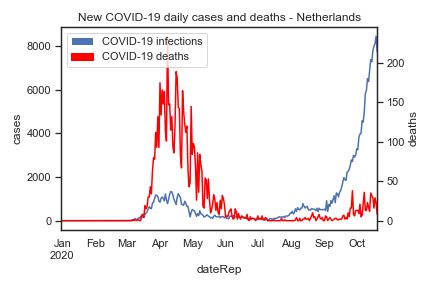 New COVID-19 daily cases and deaths - Netherlands
COVID-19 infections
COVID-19 deaths
8000
6000
4000
2000
0
cases
200
150
100
50
0
deaths
Jan Feb Mar Apr May Jun Jul Aug Sep Oct
2020
dateRep